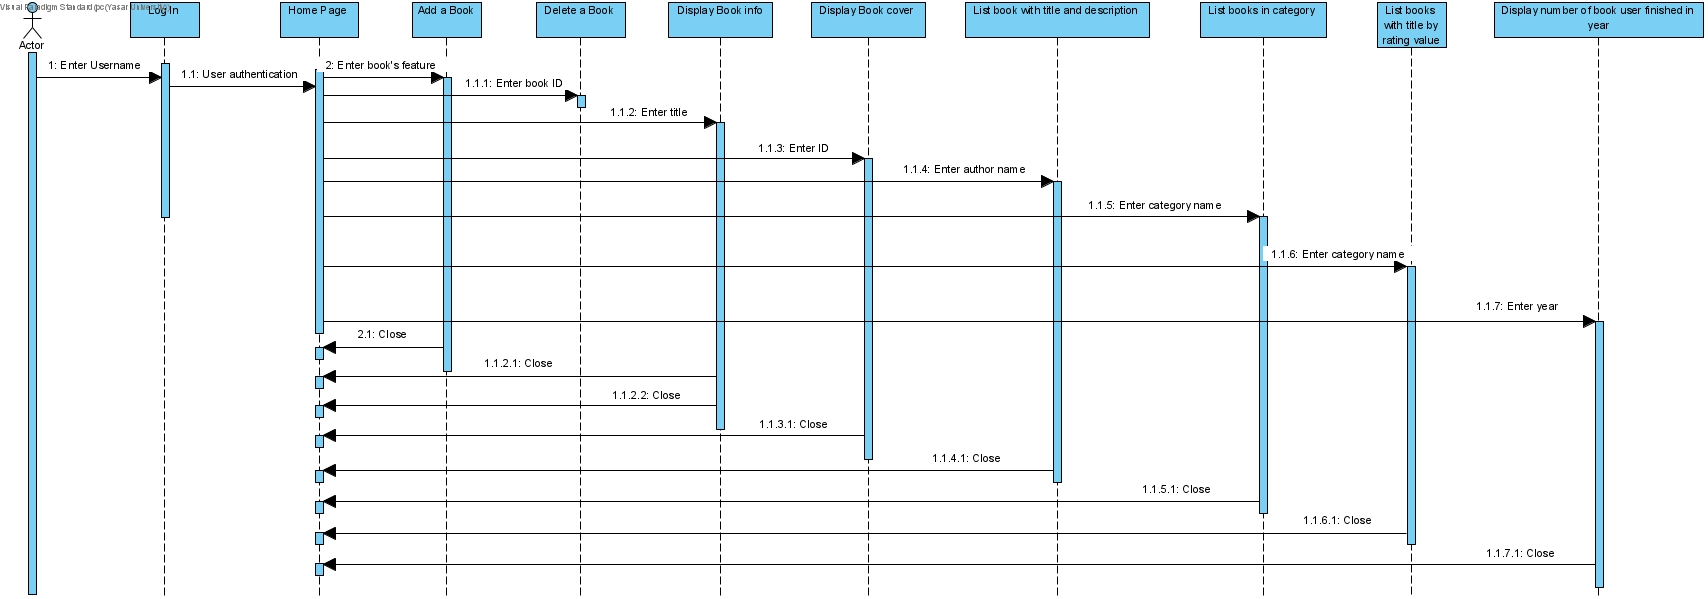 Visual Paradigm Standard(pc(Yasar University))
Log In
Home Page
Add a Book
Delete a Book
Display Book info
Display Book cover
List book with title and description
List books in category
List books
with title by
rating value
Display number of book user finished in
year
Actor
1: Enter Username
1.1: User authentication
2: Enter book's feature
1.1.1: Enter book ID
1.1.2: Enter title
1.1.3: Enter ID
1.1.4: Enter author name
1.1.5: Enter category name
1.1.6: Enter category name
1.1.7: Enter year
2.1: Close
1.1.2.1: Close
1.1.2.2: Close
1.1.3.1: Close
1.1.4.1: Close
1.1.5.1: Close
1.1.6.1: Close
1.1.7.1: Close